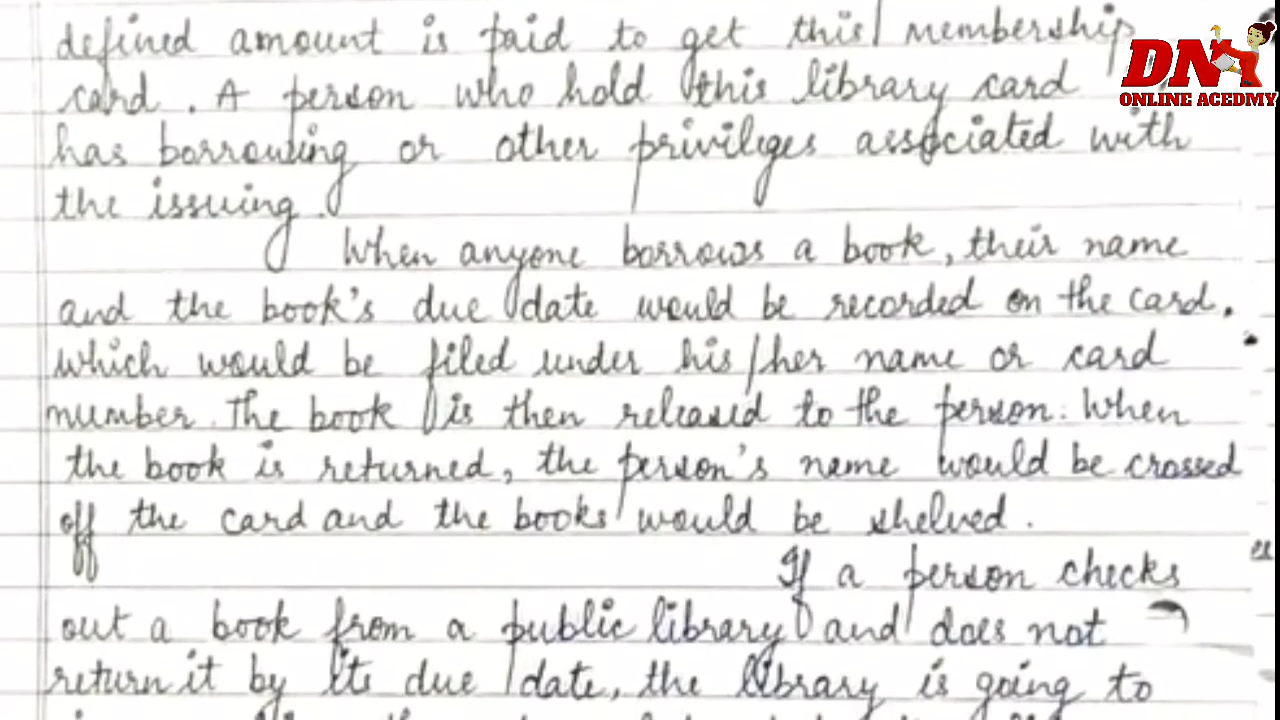 defined amount is paid to get this membership
card. A person who hold this library card
has borrowing or other priviliges associated with
the issuing.
When anyone borrows a book, their name
and the book's due date would be recorded on the card.
which would be filed under his/her name or card
number. The book is then released to the person. When
the book is returned, the person's name would be crossed
off the card and the books would be shelved.
If a person checks
out a book from a public library and does not
return it by its due date, the library is going to
DN
ONLINE ACEDMY